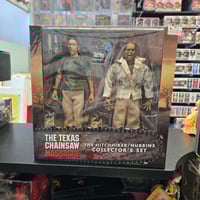 THE TEXAS
CHAINSAW
MASSACRE
THE HITCHHIKER/NUBBINS
COLLECTOR'S SET